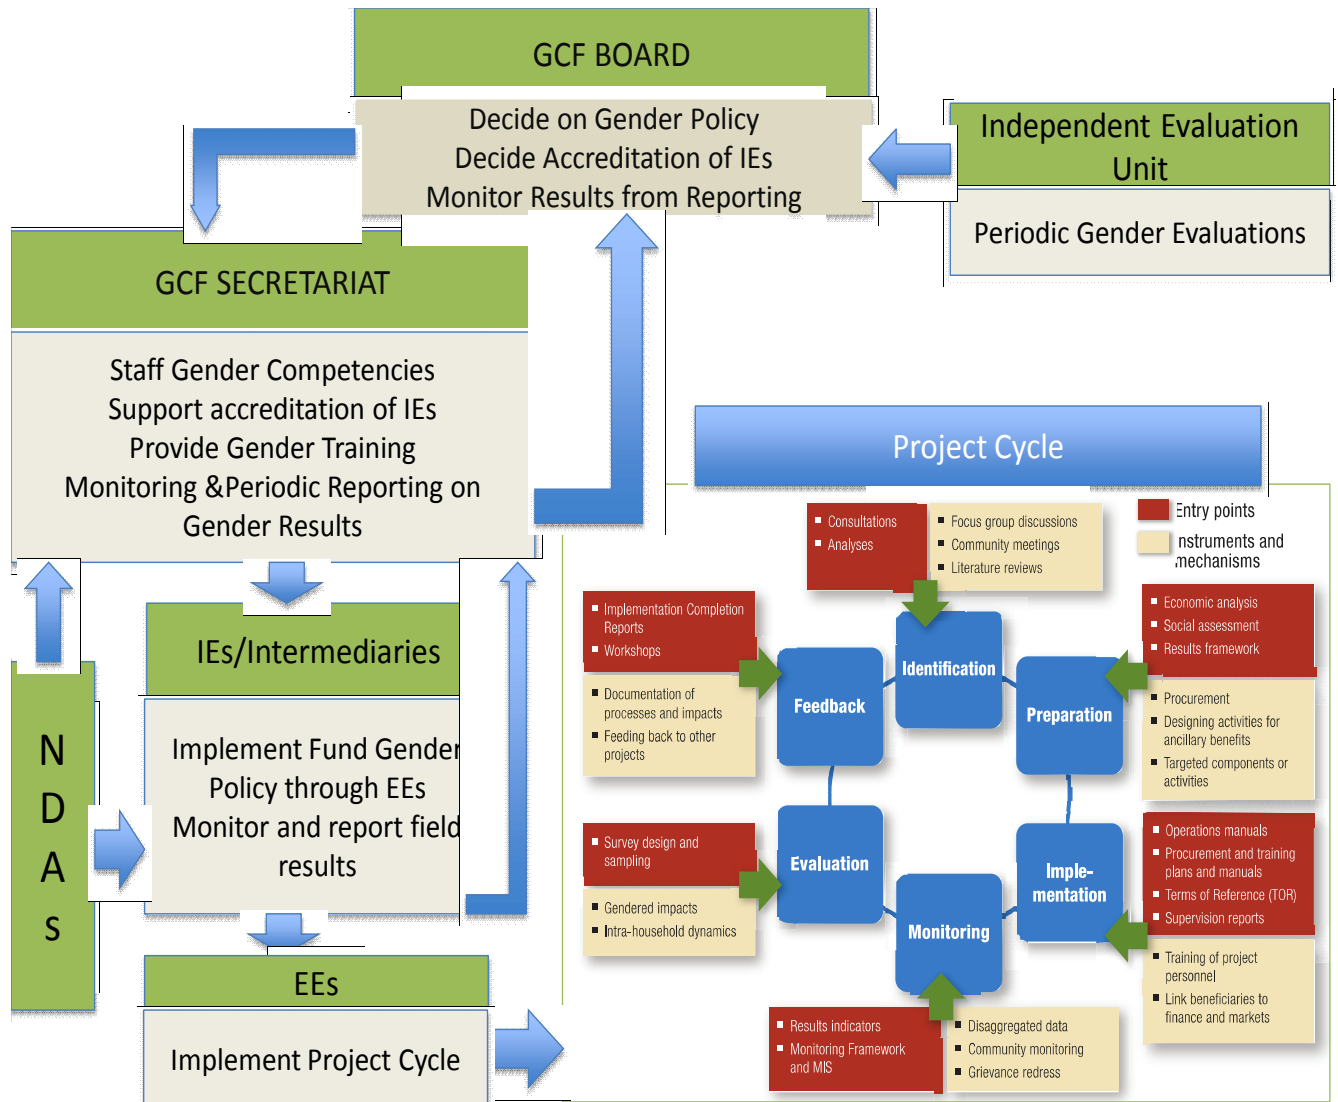 GCF BOARD
Decide on Gender Policy
Decide Accreditation of IEs
Monitor Results from Reporting
Independent Evaluation
Unit
Periodic Gender Evaluations
GCF SECRETARIAT
Staff Gender Competencies
Support accreditation of IEs
Provide Gender Training
Monitoring &Periodic Reporting on
Gender Results
IEs/Intermediaries
Implement Fund Gender
Policy through EEs
Monitor and report field
results
N
D
A
s
EEs
Implement Project Cycle
Project Cycle
Entry points
Instruments and
mechanisms
Consultations
Analyses
Focus group discussions
Community meetings
Literature reviews
Identification
Economic analysis
Social assessment
Results framework
Procurement
Designing activities for
ancillary benefits
Targeted components or
activities
Preparation
Operations manuals
Procurement and training
plans and manuals
Terms of Reference (TOR)
Supervision reports
Training of project
personnel
Link beneficiaries to
finance and markets
Imple-
mentation
Results indicators
Monitoring Framework
and MIS
Disaggregated data
Community monitoring
Grievance redress
Monitoring
Survey design and
sampling
Gendered impacts
Intra-household dynamics
Evaluation
Implementation Completion
Reports
Workshops
Documentation of
processes and impacts
Feeding back to other
projects
Feedback